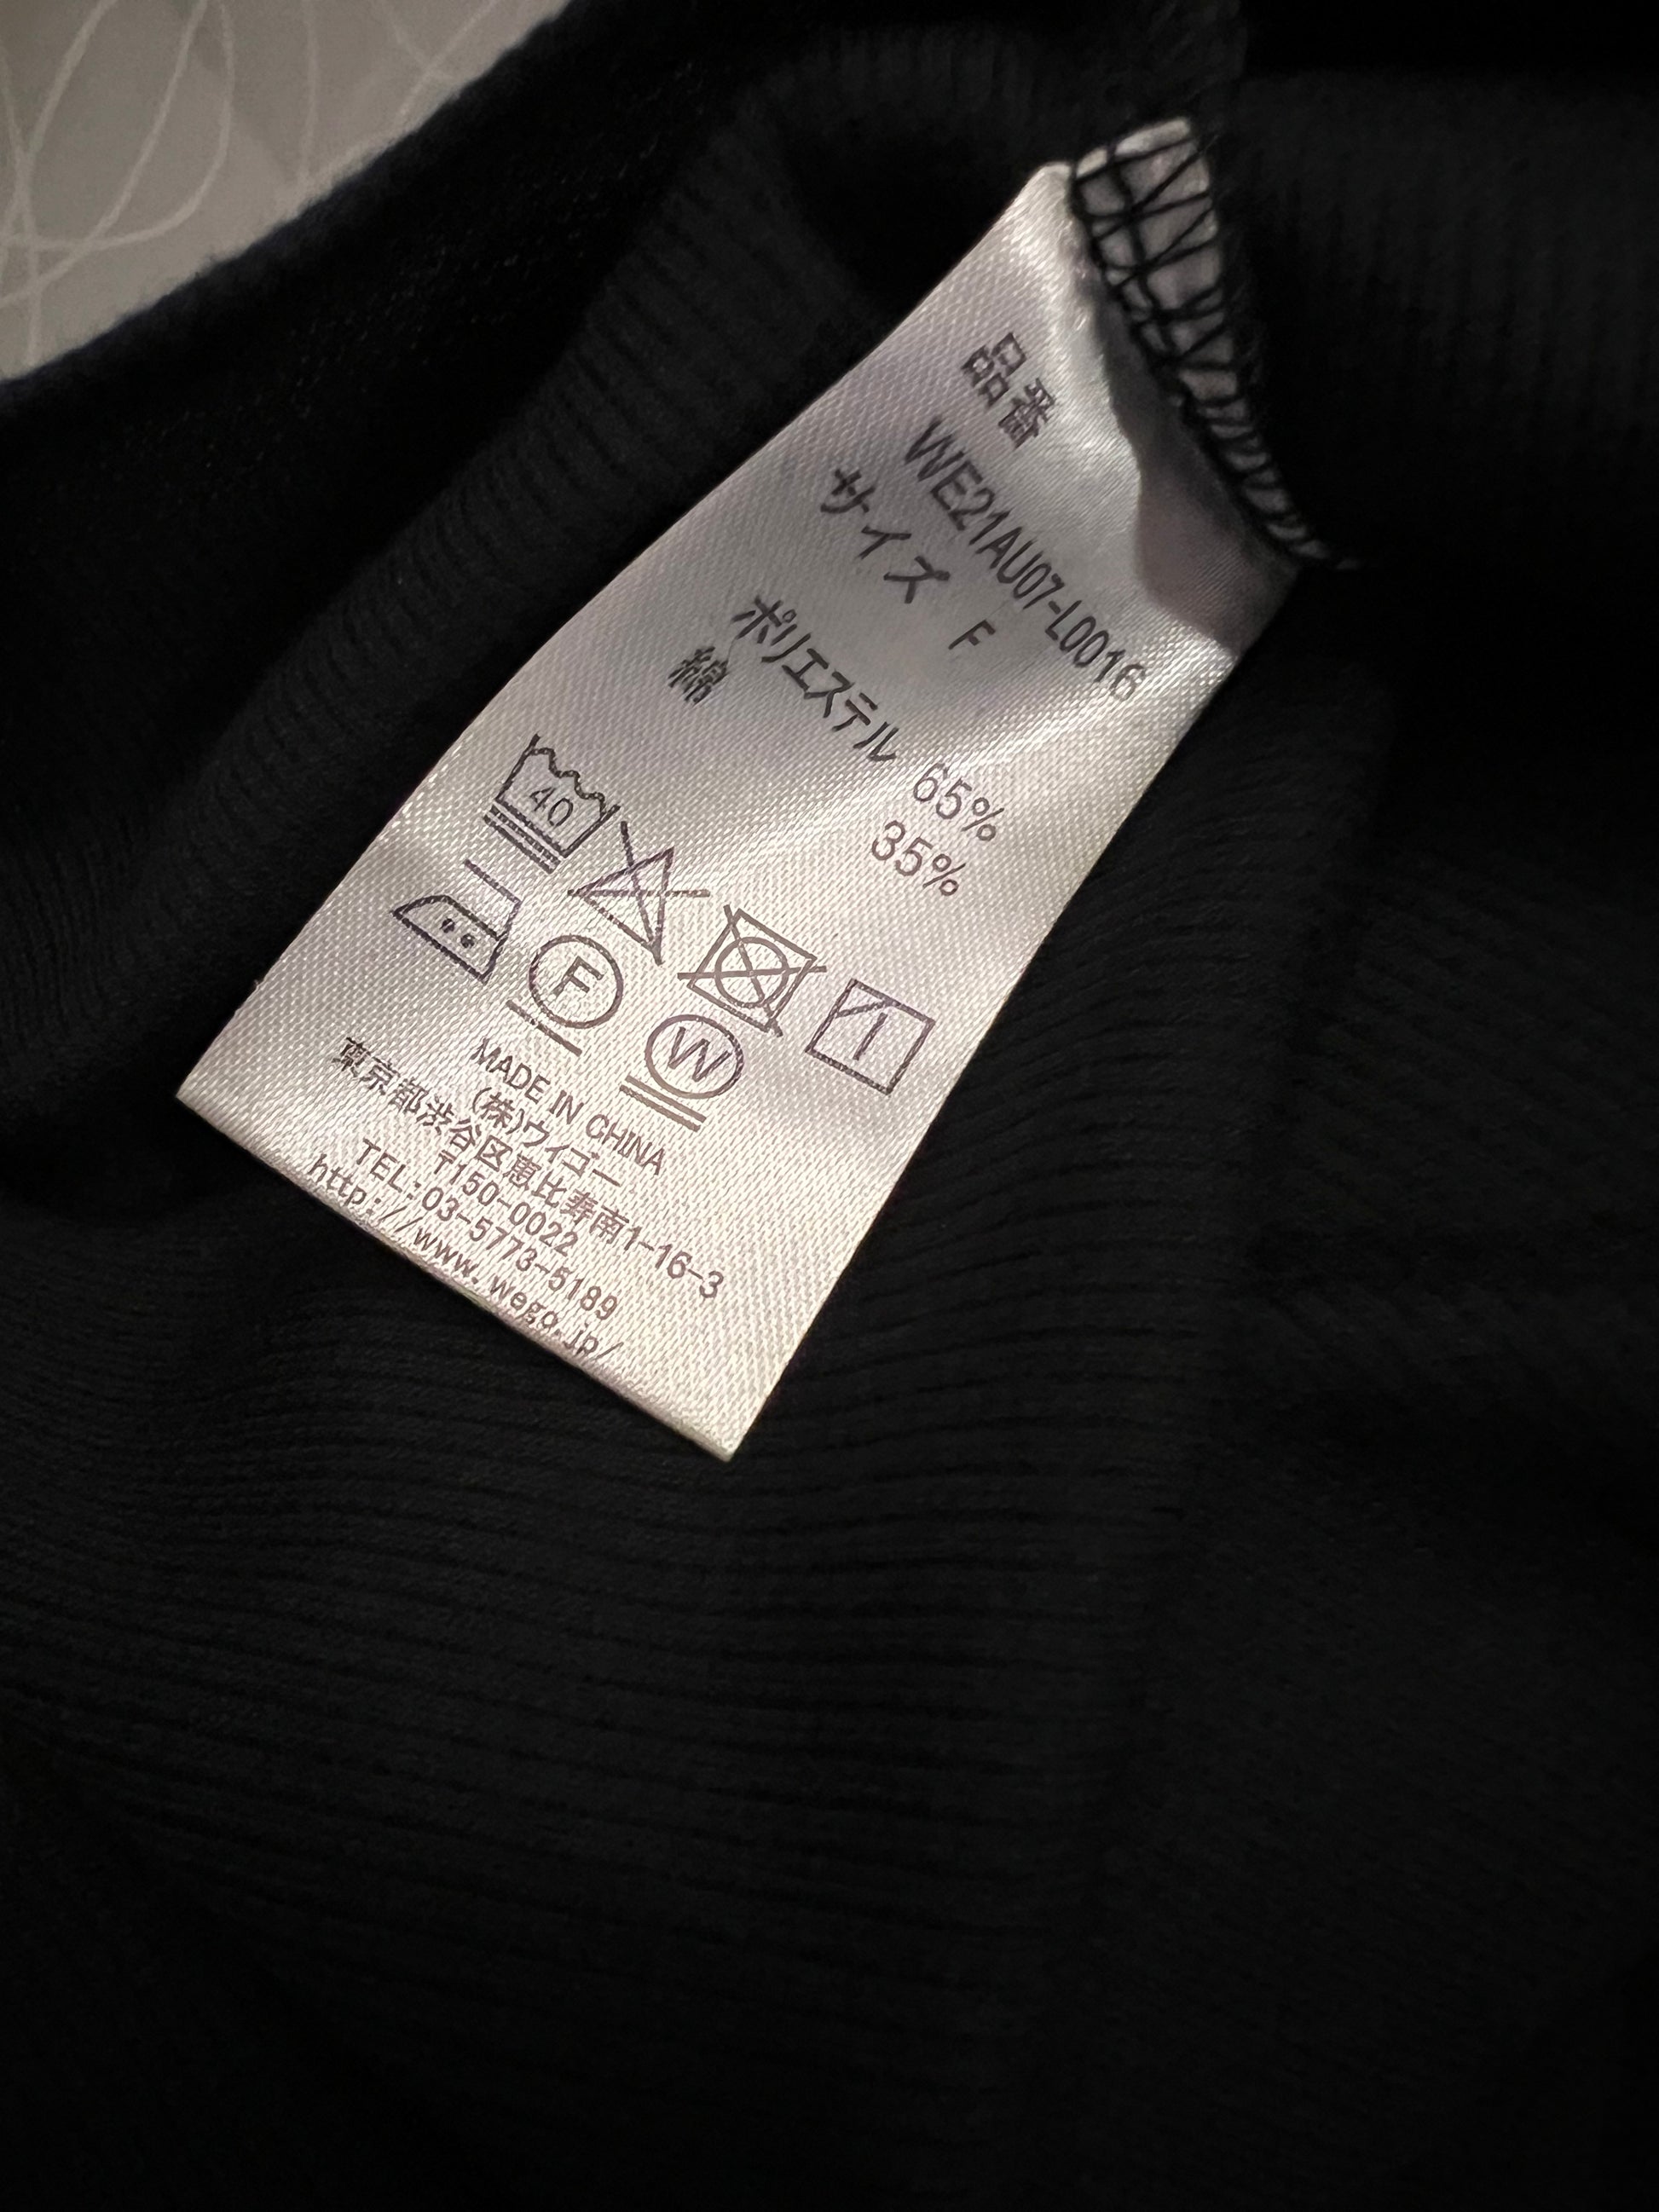 品番
WE21AU07-L0016
サイズ F
ポリエステル 65%
綿 35%
40
F
W
MADE IN CHINA
(株)ウイゴー
東京都渋谷区恵比寿南1-16-3
〒150-0022
TEL:03-5773-5189
http://www.wego.jp/